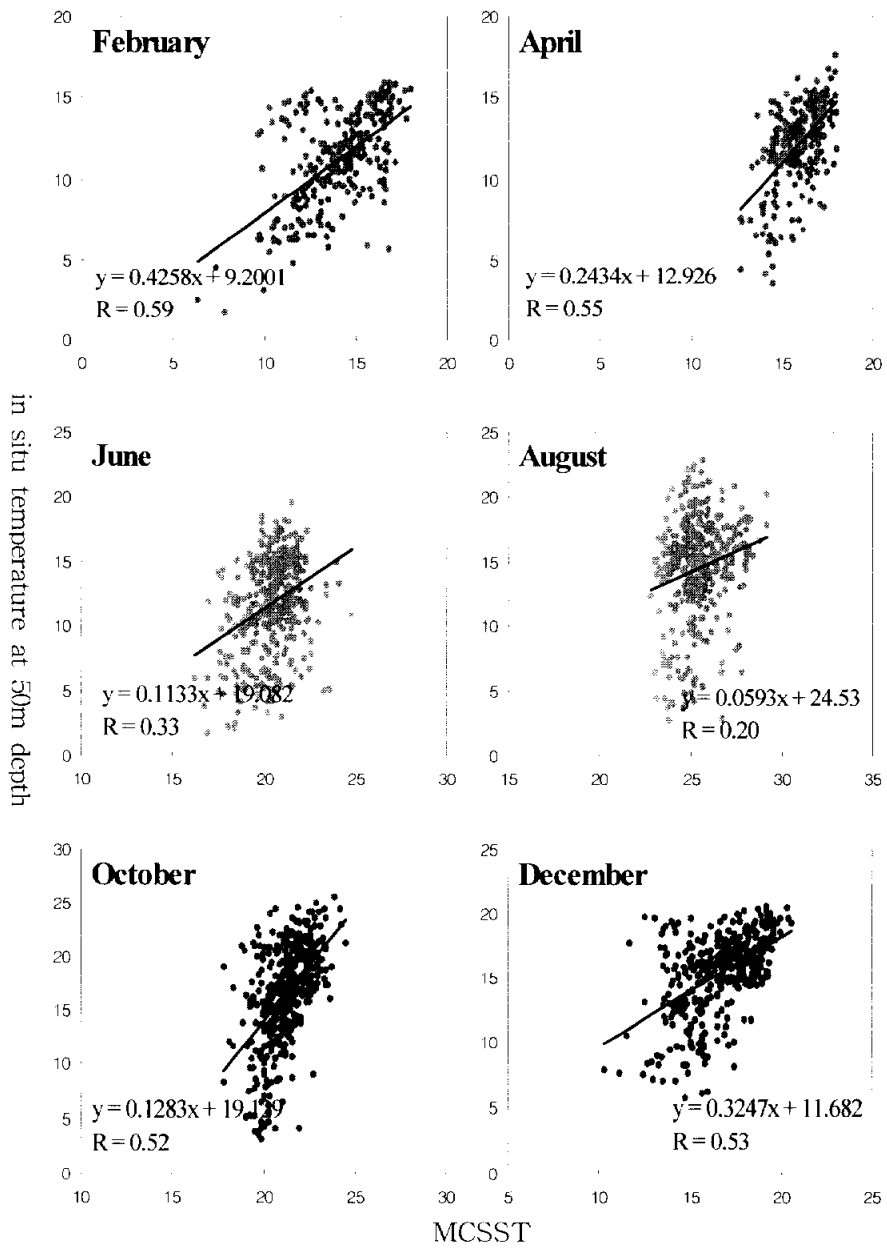 20
15
10
5
0
February
y = 0.4258x + 9.2001
R = 0.59
0 5 10 15 20
20
15
10
5
0
April
y = 0.2434x + 12.926
R = 0.55
0 5 10 15 20
in situ temperature at 50m depth
25
20
15
10
5
0
June
y = 0.1133x + 19.082
R = 0.33
10 15 20 25 30
25
20
15
10
5
0
August
y = 0.0593x + 24.53
R = 0.20
15 20 25 30 35
30
25
20
15
10
5
0
October
y = 0.1283x + 19.139
R = 0.52
10 15 20 25 30
25
20
15
10
5
0
December
y = 0.3247x + 11.682
R = 0.53
5 10 15 20 25
MCSST